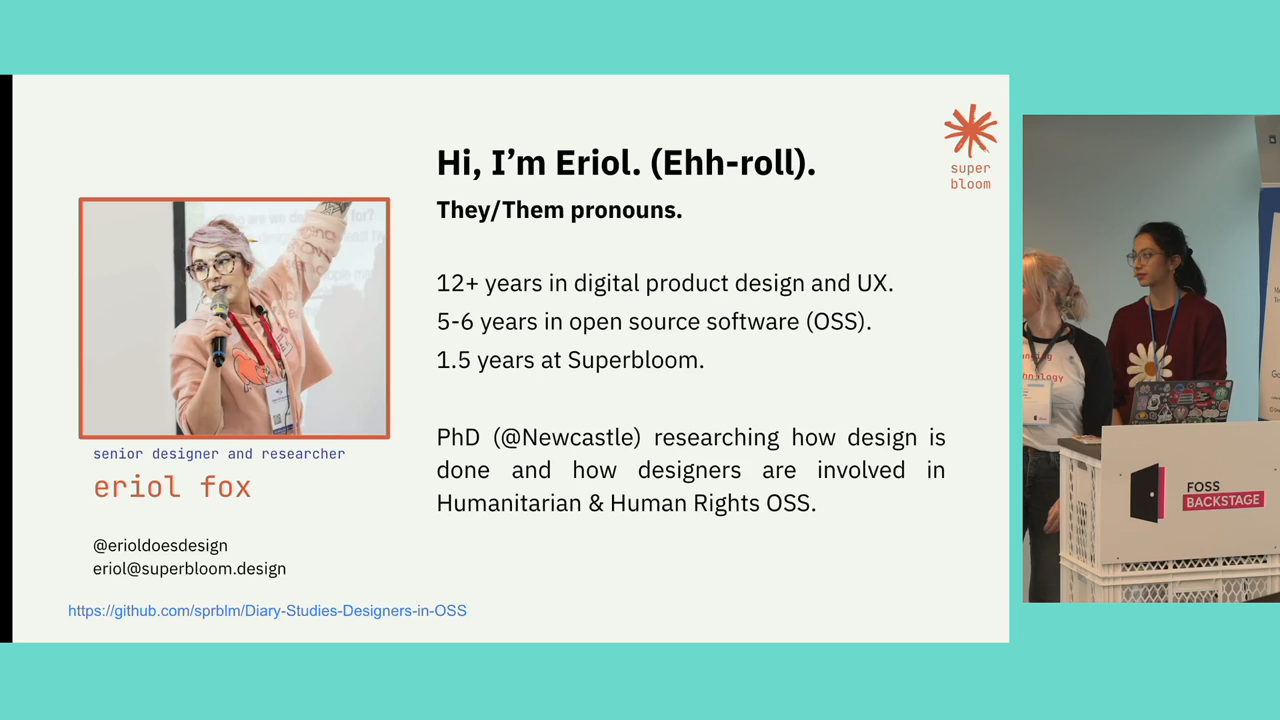 Hi, I'm Eriol. (Ehh-roll).
They/Them pronouns.
12+ years in digital product design and UX.
5-6 years in open source software (OSS).
1.5 years at Superbloom.
PhD (@Newcastle) researching how design is
done and how designers are involved in
Humanitarian & Human Rights OSS.
super
bloom
senior designer and researcher
eriol fox
@erioldoesdesign
eriol@superbloom.design
https://github.com/sprblm/Diary-Studies-Designers-in-OSS
FOSS
BACKSTAGE